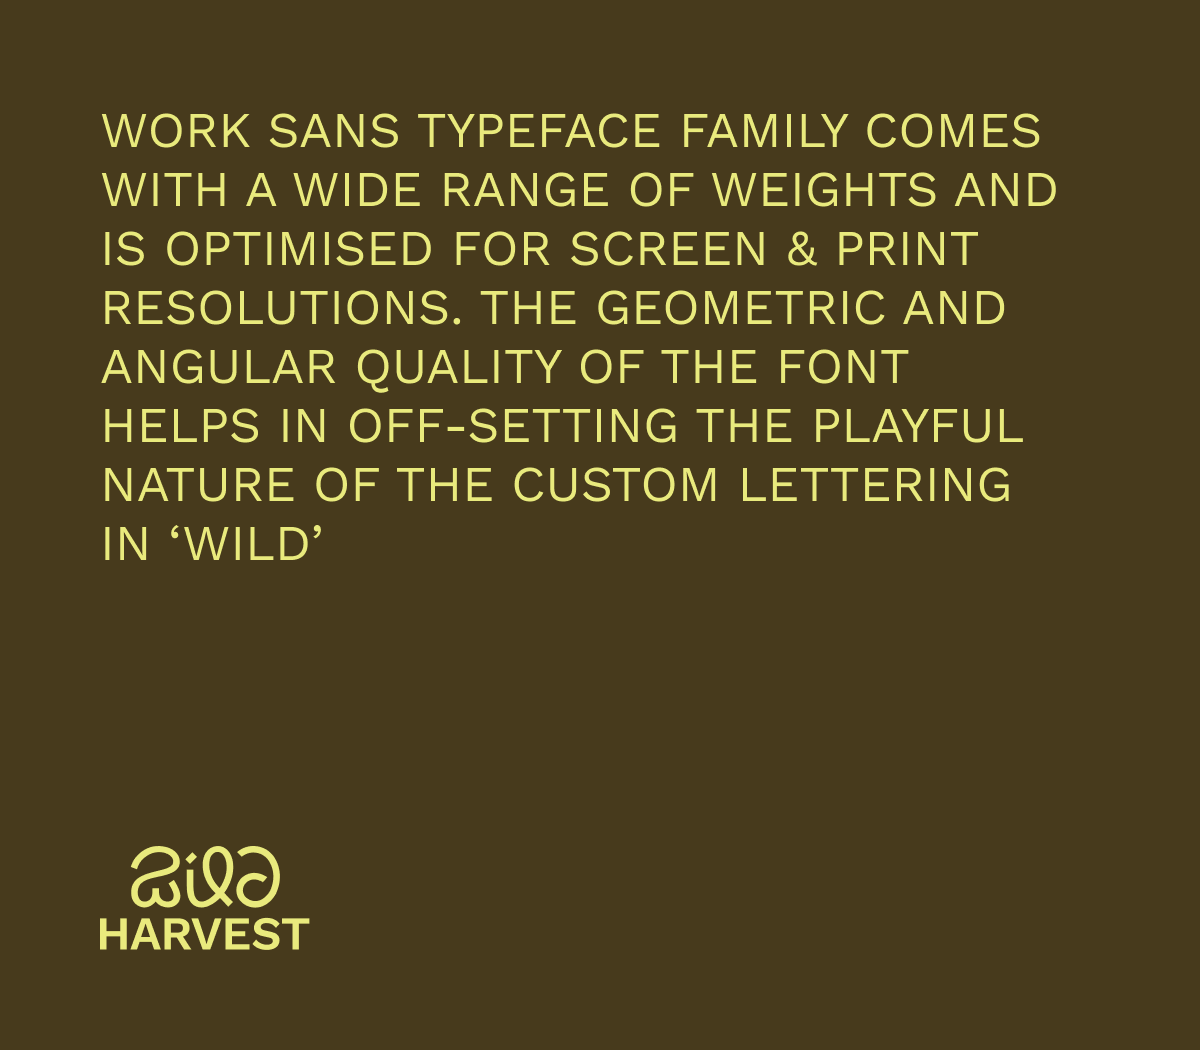 WORK SANS TYPEFACE FAMILY COMES
WITH A WIDE RANGE OF WEIGHTS AND
IS OPTIMISED FOR SCREEN & PRINT
RESOLUTIONS. THE GEOMETRIC AND
ANGULAR QUALITY OF THE FONT
HELPS IN OFF-SETTING THE PLAYFUL
NATURE OF THE CUSTOM LETTERING
IN ‘WILD’
wild
HARVEST